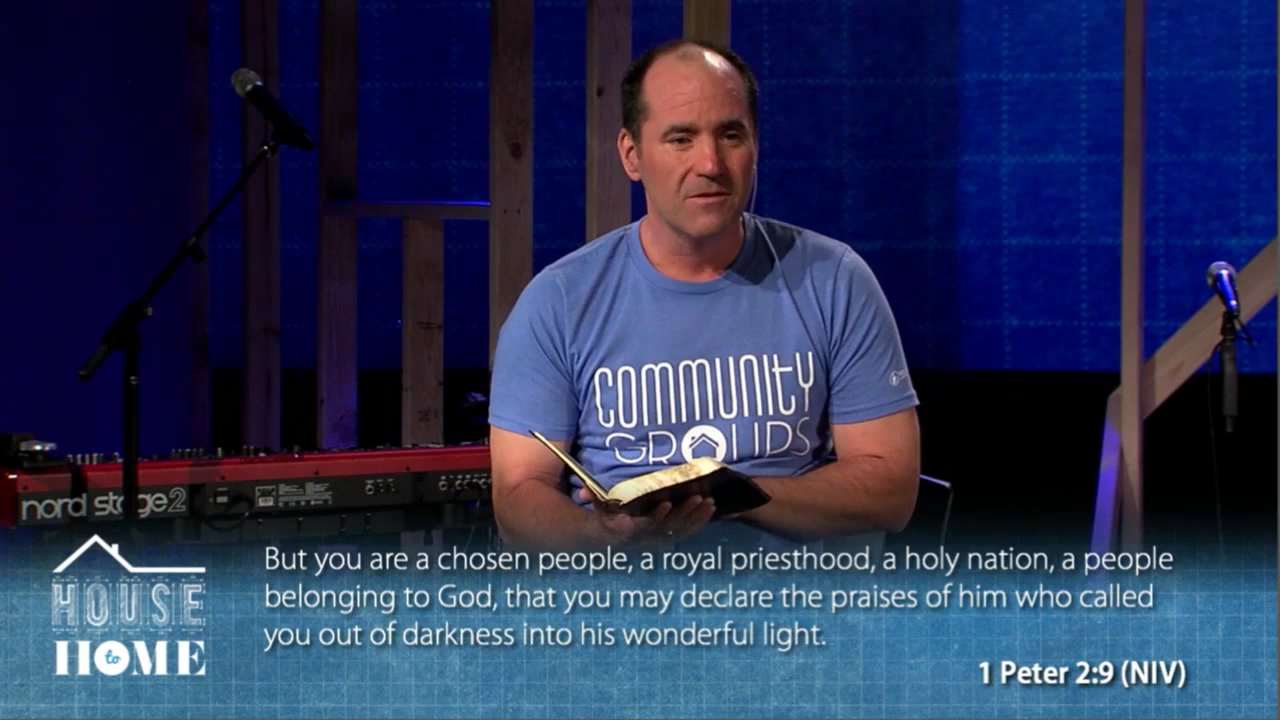 COMMUNITY
GROUPS
nord stage 2
But you are a chosen people, a royal priesthood, a holy nation, a people
belonging to God, that you may declare the praises of him who called
you out of darkness into his wonderful light.
1 Peter 2:9 (NIV)
HOUSE
to
HOME